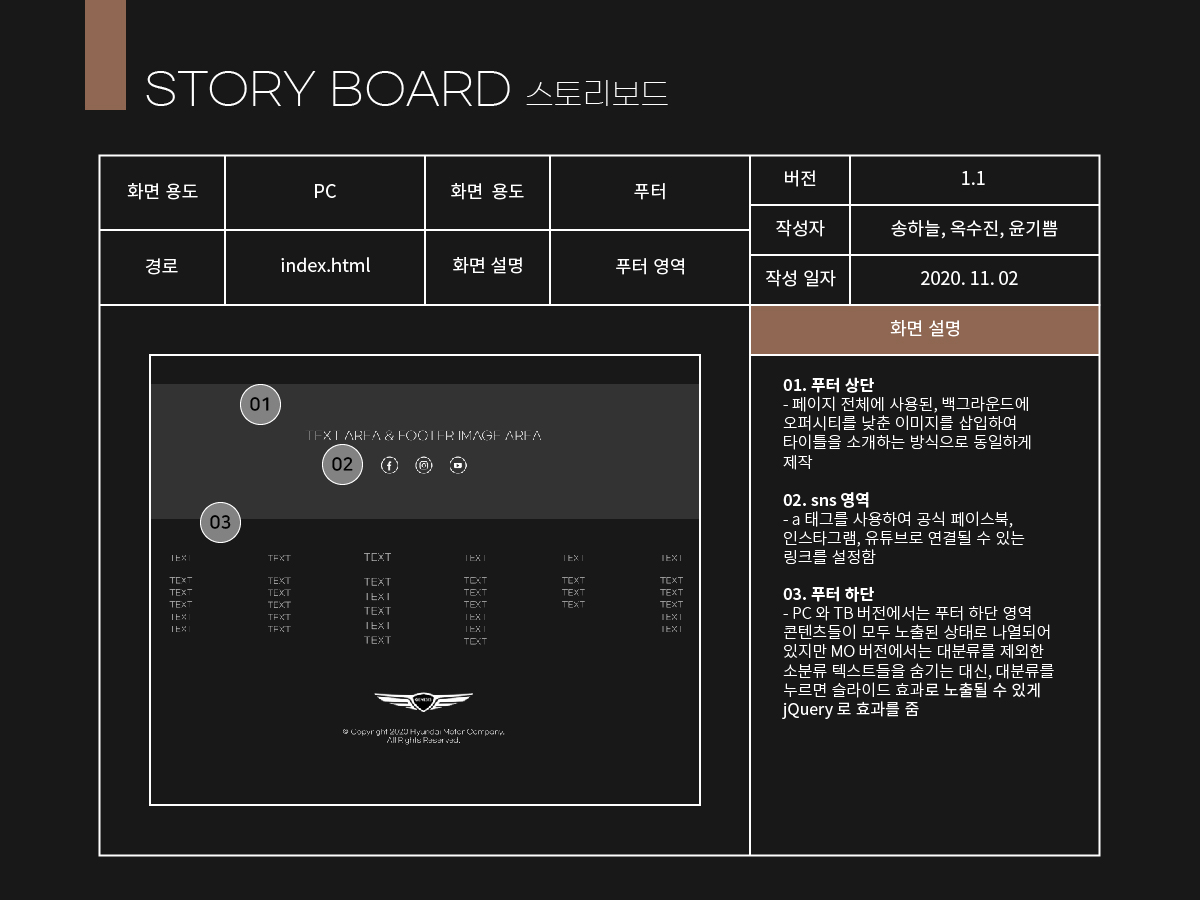 STORY BOARD 스토리보드
화면 용도
PC
화면 용도
푸터
버전
1.1
작성자
송하늘, 옥수진, 윤기쁨
경로
index.html
화면 설명
푸터 영역
작성 일자
2020. 11. 02
화면 설명
01
TEXT AREA & FOOTER IMAGE AREA
02
03
TEXT TEXT TEXT TEXT TEXT TEXT
TEXT TEXT TEXT TEXT TEXT TEXT
TEXT TEXT TEXT TEXT TEXT TEXT
TEXT TEXT TEXT TEXT TEXT TEXT
TEXT TEXT TEXT TEXT TEXT
TEXT TEXT TEXT TEXT TEXT
TEXT TEXT
© Copyright 2020 Hyundai Motor Company.
All Rights Reserved.
01. 푸터 상단
- 페이지 전체에 사용된, 백그라운드에
오퍼시티를 낮춘 이미지를 삽입하여
타이틀을 소개하는 방식으로 동일하게
제작
02. sns 영역
- a 태그를 사용하여 공식 페이스북,
인스타그램, 유튜브로 연결될 수 있는
링크를 설정함
03. 푸터 하단
- PC 와 TB 버전에서는 푸터 하단 영역
콘텐츠들이 모두 노출된 상태로 나열되어
있지만 MO 버전에서는 대분류를 제외한
소분류 텍스트들을 숨기는 대신, 대분류를
누르면 슬라이드 효과로 노출될 수 있게
jQuery 로 효과를 줌